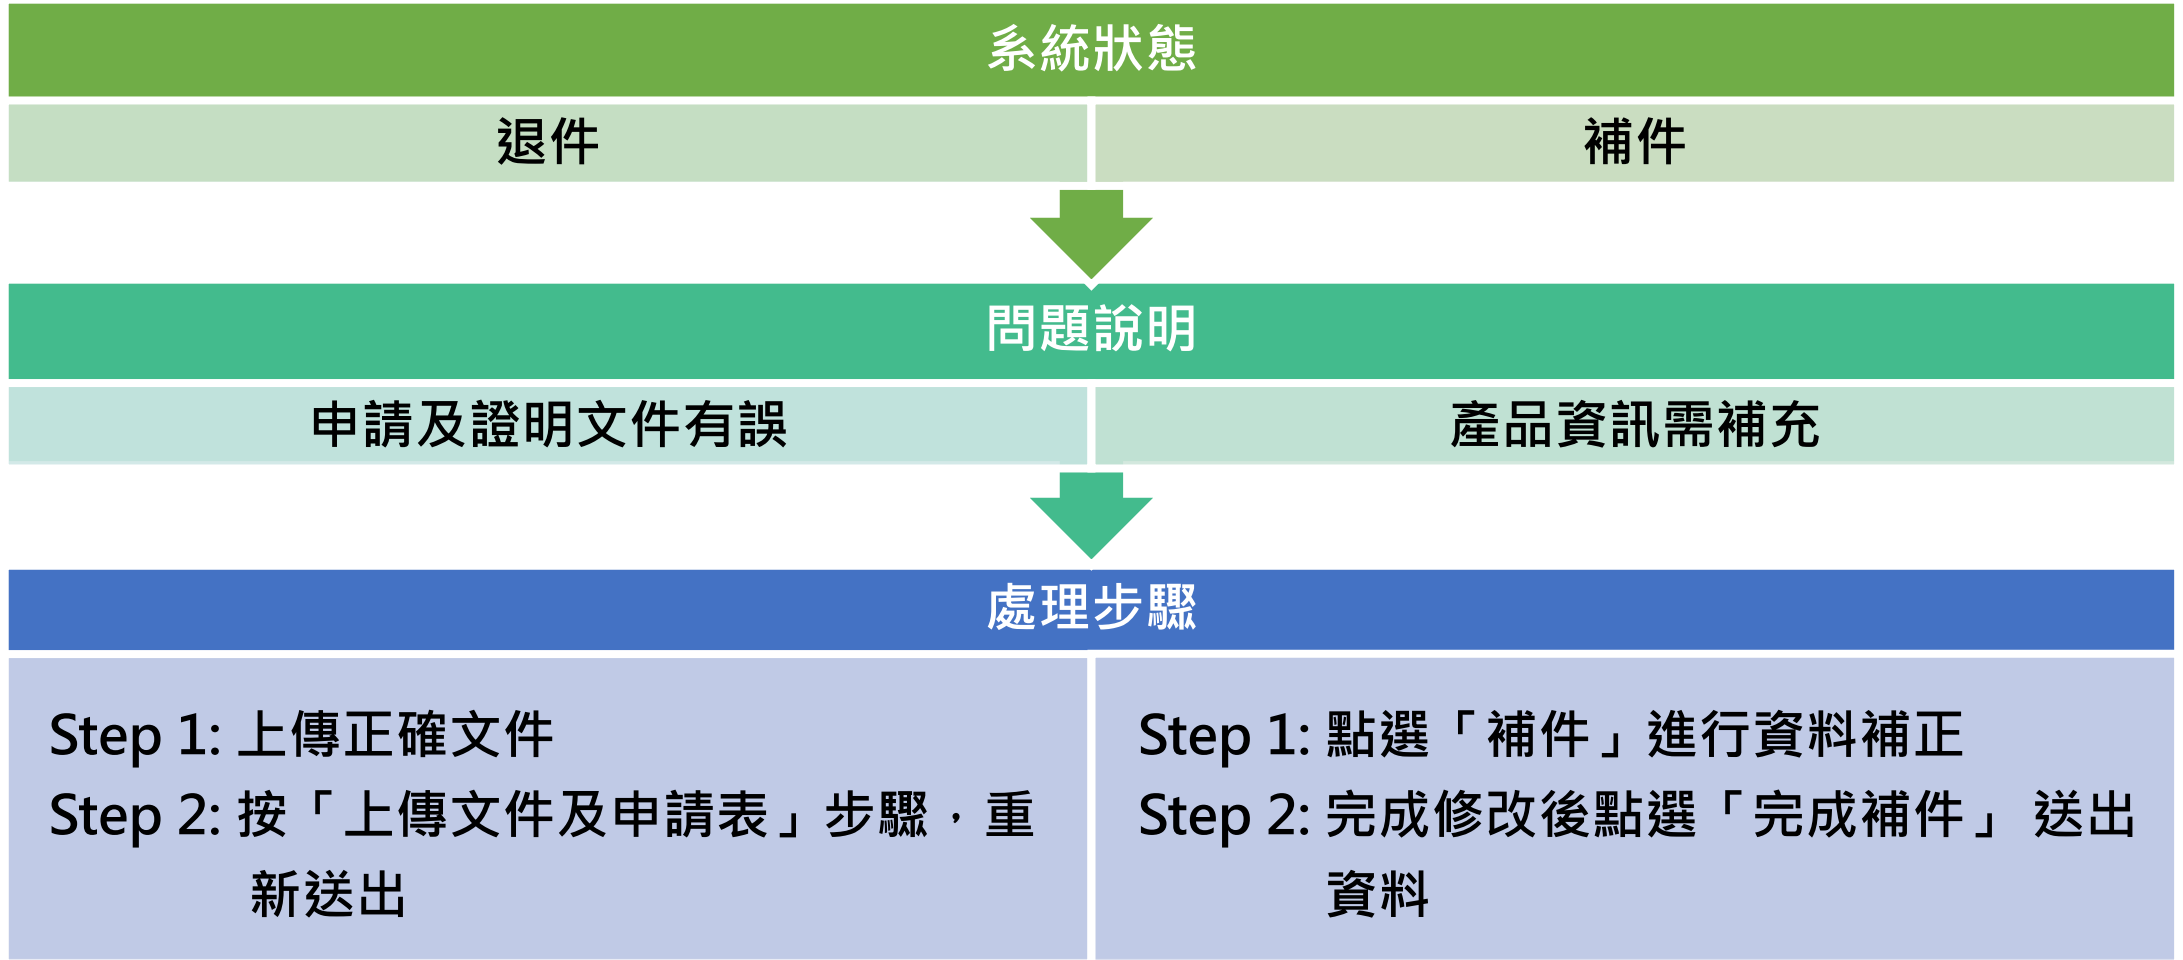 系統狀態
退件
補件
問題說明
申請及證明文件有誤
產品資訊需補充
處理步驟
Step 1: 上傳正確文件
Step 2: 按「上傳文件及申請表」步驟，重
新送出
Step 1: 點選「補件」進行資料補正
Step 2: 完成修改後點選「完成補件」 送出
資料